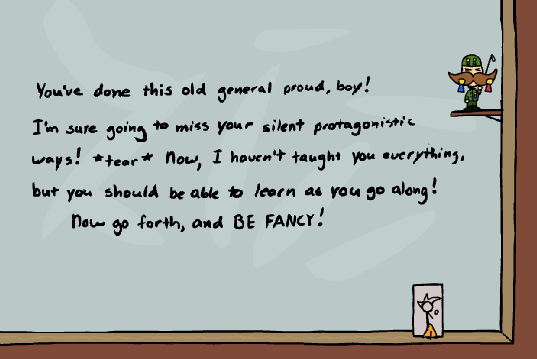 You've done this old general proud, boy!
I'm sure going to miss your silent protagonistic
ways! *tear* Now, I haven't taught you everything,
but you should be able to learn as you go along!
Now go forth, and BE FANCY!